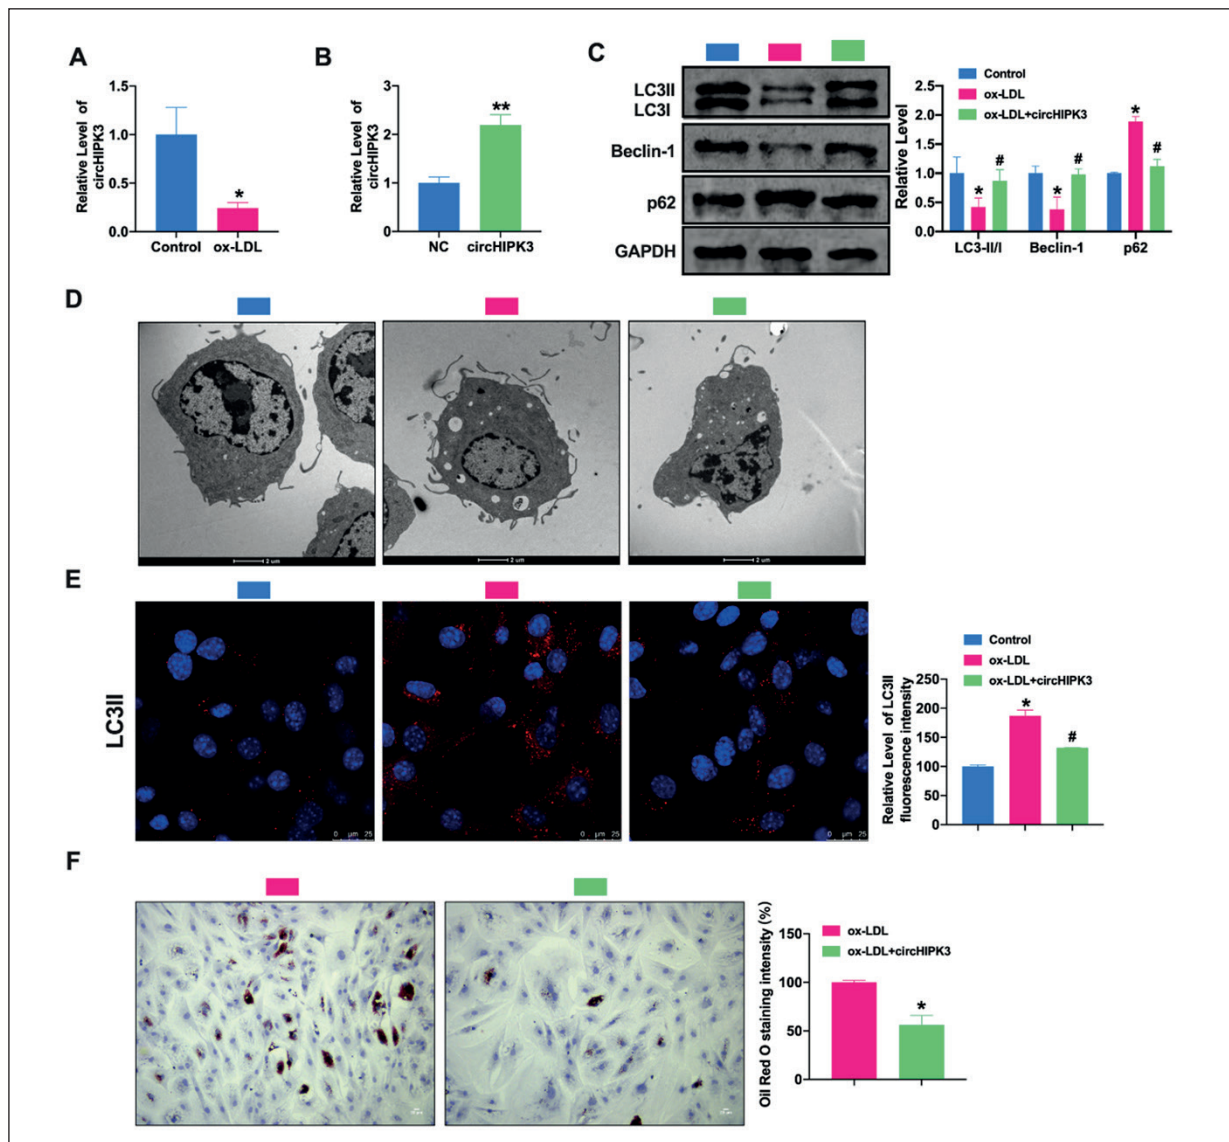 A
Relative Level of
circHIPK3
1.5
1.0
0.5
0.0
*
Control
ox-LDL
B
Relative Level of
circHIPK3
3
2
1
0
**
NC
circHIPK3
C
LC3II
LC3I
Beclin-1
p62
GAPDH
Control
ox-LDL
ox-LDL+circHIPK3
Relative Level
2.5
2.0
1.5
1.0
0.5
0.0
* # * # * #
LC3-II/I
Beclin-1
p62
D
2 um
2 um
2 um
E
LC3II
0 µm 25
0 µm 25
0 µm 25
Control
ox-LDL
ox-LDL+circHIPK3
Relative Level of LC3II
fluorescence intensity
250
200
150
100
50
0
*
#
F
Oil Red O staining intensity (%)
150
100
50
0
ox-LDL
ox-LDL+circHIPK3
*